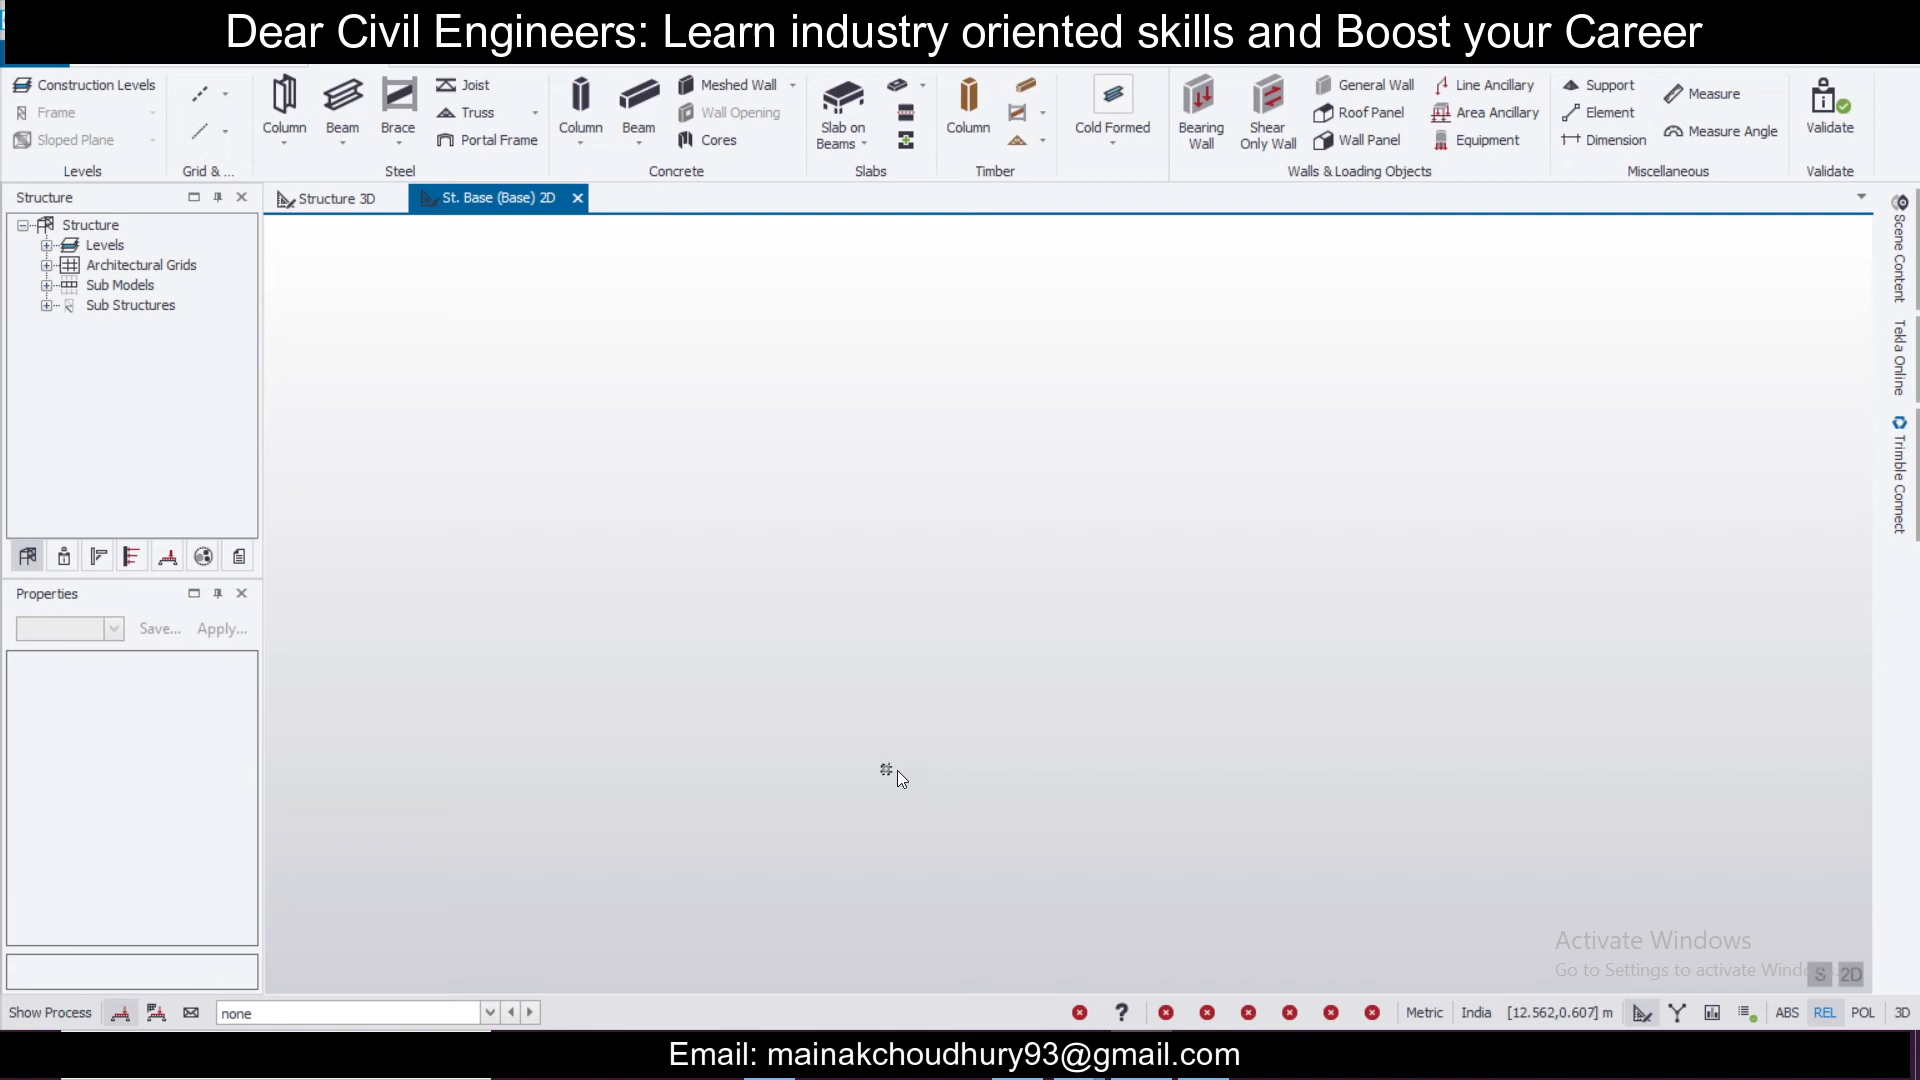 Dear Civil Engineers: Learn industry oriented skills and Boost your Career
Construction Levels
Frame
Sloped Plane
Levels
Grid & ...
Column
Beam
Brace
Joist
Truss
Portal Frame
Steel
Column
Beam
Meshed Wall
Wall Opening
Cores
Concrete
Slab on
Beams
Slabs
Column
Timber
Cold Formed
Bearing
Wall
Shear
Only Wall
General Wall
Roof Panel
Wall Panel
Line Ancillary
Area Ancillary
Equipment
Walls & Loading Objects
Support
Element
Dimension
Measure
Measure Angle
Miscellaneous
Validate
Validate
Structure
Structure 3D
St. Base (Base) 2D
Structure
Levels
Architectural Grids
Sub Models
Sub Structures
Scene Content
Tekla Online
Trimble Connect
Properties
Save...
Apply...
Activate Windows
Go to Settings to activate
S
2D
Show Process
none
Metric
India
[12.562,0.607] m
ABS
REL
POL
3D
Email: mainakchoudhury93@gmail.com